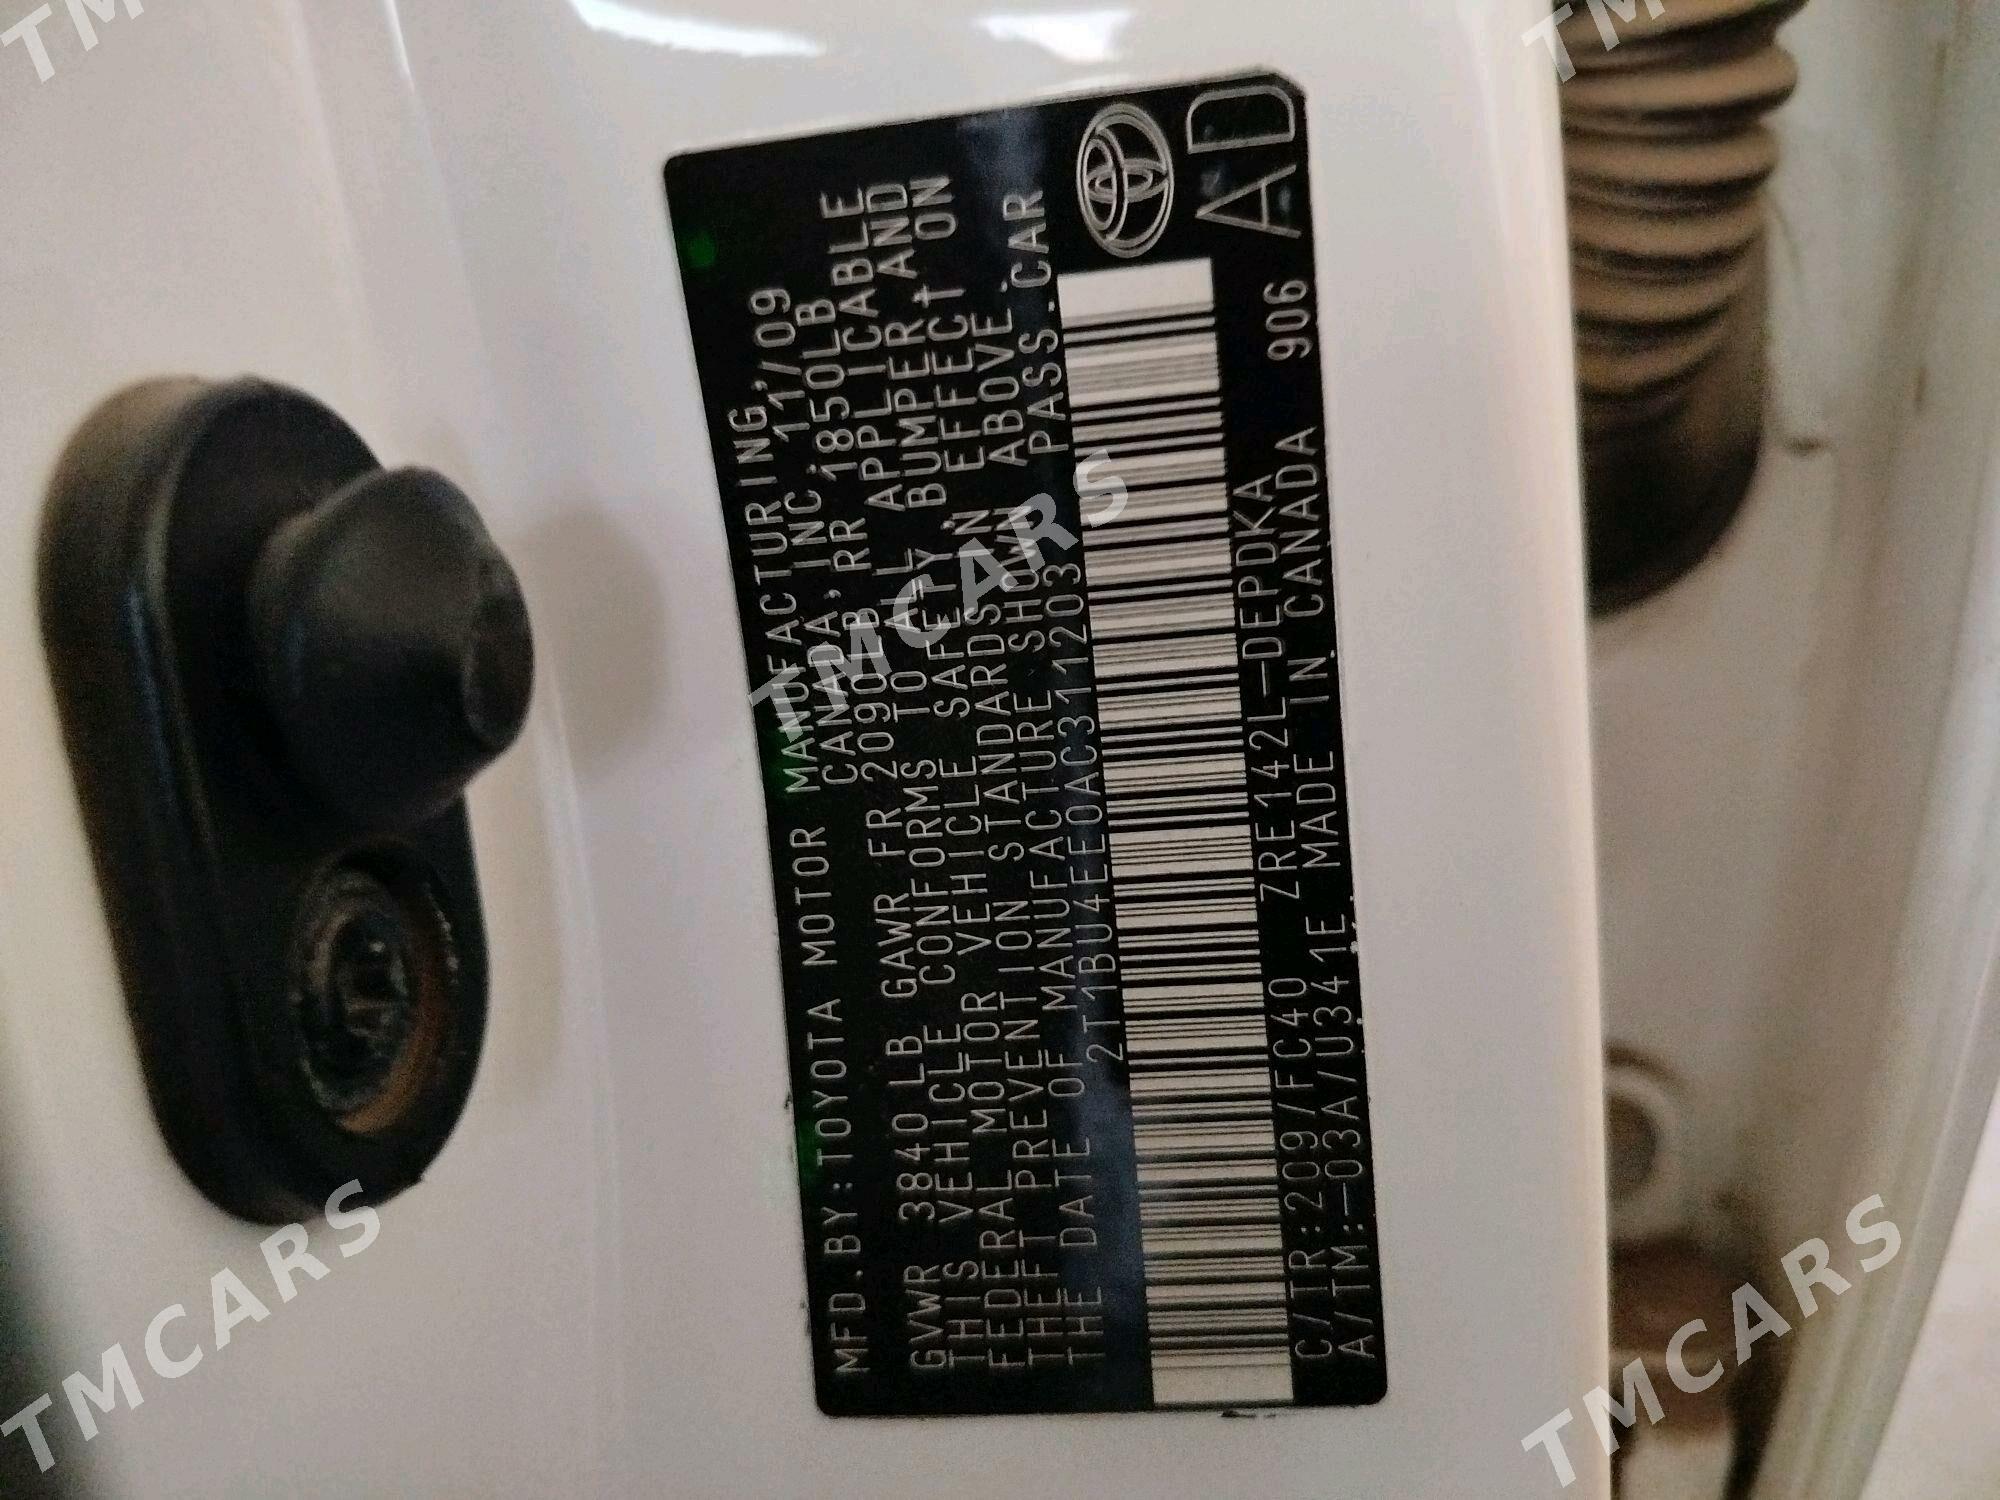 MFD.BY:TOYOTA MOTOR MANUFACTURING,
CANADA, INC. 11/09
GVWR 3840LB GAWR FR 2090LB RR 1850LB
THIS VEHICLE CONFORMS TO ALL APPLICABLE
FEDERAL MOTOR VEHICLE SAFETY, BUMPER, AND
THEFT PREVENTION STANDARDS IN EFFECT ON
THE DATE OF MANUFACTURE SHOWN ABOVE.
2T1BU4EE0AC311203 PASS.CAR
C/TR:209/FC40 ZRE142L-DEPDKA 906
A/TM:-03A/U341E MADE IN CANADA
AD
TMCARS
TMCARS
TMCARS
TMCARS
TMCARS